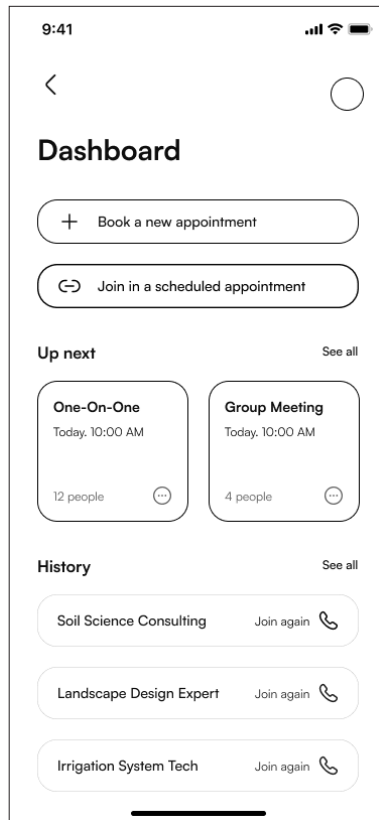 9:41
Dashboard
Book a new appointment
Join in a scheduled appointment
Up next See all
One-On-One
Today. 10:00 AM
12 people
Group Meeting
Today. 10:00 AM
4 people
History See all
Soil Science Consulting Join again
Landscape Design Expert Join again
Irrigation System Tech Join again